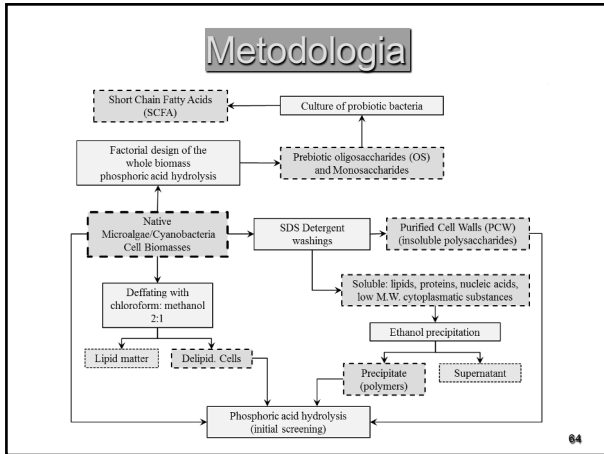 Metodologia
Short Chain Fatty Acids
(SCFA)
Culture of probiotic bacteria
Factorial design of the
whole biomass
phosphoric acid hydrolysis
Prebiotic oligosaccharides (OS)
and Monosaccharides
Native
Microalgae/Cyanobacteria
Cell Biomasses
SDS Detergent
washings
Purified Cell Walls (PCW)
(insoluble polysaccharides)
Deffating with
chloroform: methanol
2:1
Soluble: lipids, proteins, nucleic acids,
low M.W. cytoplasmatic substances
Ethanol precipitation
Lipid matter
Delipid. Cells
Precipitate
(polymers)
Supernatant
Phosphoric acid hydrolysis
(initial screening)
64